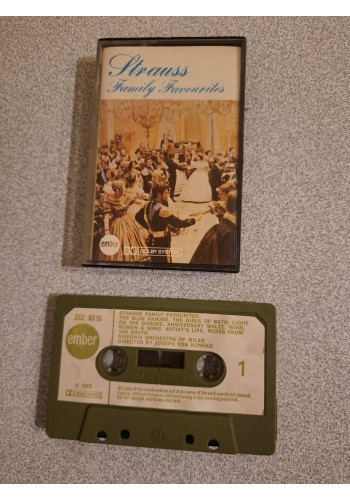 Strauss
Family Favourites
ember
DOLBY SYSTEM
ZCE 8016
STRAUSS FAMILY FAVOURITES
THE BLUE DANUBE, THE GIRLS OF BADEN, LIGHT
ON THE DANUBE, ANNIVERSARY WALTZ, WINE,
WOMEN & SONG, ARTIST'S LIFE, ROSES FROM
THE SOUTH.
SINFONIA ORCHESTRA OF MILAN
DIRECTED BY JOSEPH VON KONRAD
ember
1